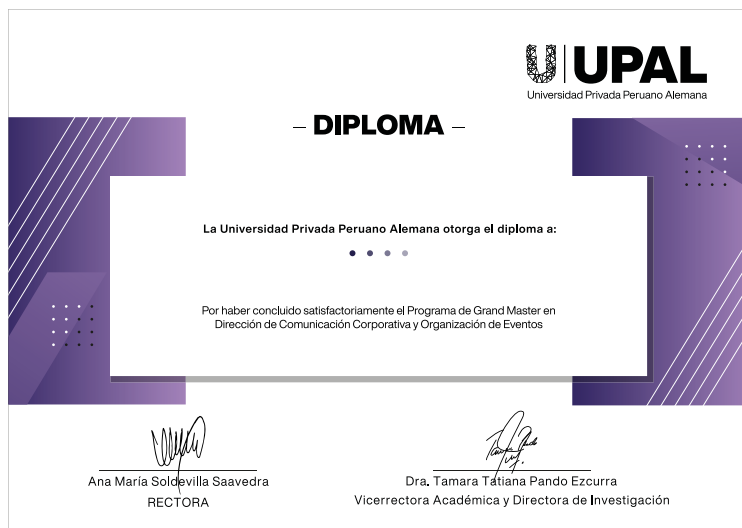 UPAL
Universidad Privada Peruano Alemana
– DIPLOMA –
La Universidad Privada Peruano Alemana otorga el diploma a:
Por haber concluido satisfactoriamente el Programa de Grand Master en
Dirección de Comunicación Corporativa y Organización de Eventos
Ana María Soldevilla Saavedra
RECTORA
Dra. Tamara Tatiana Pando Ezcurra
Vicerrectora Académica y Directora de Investigación